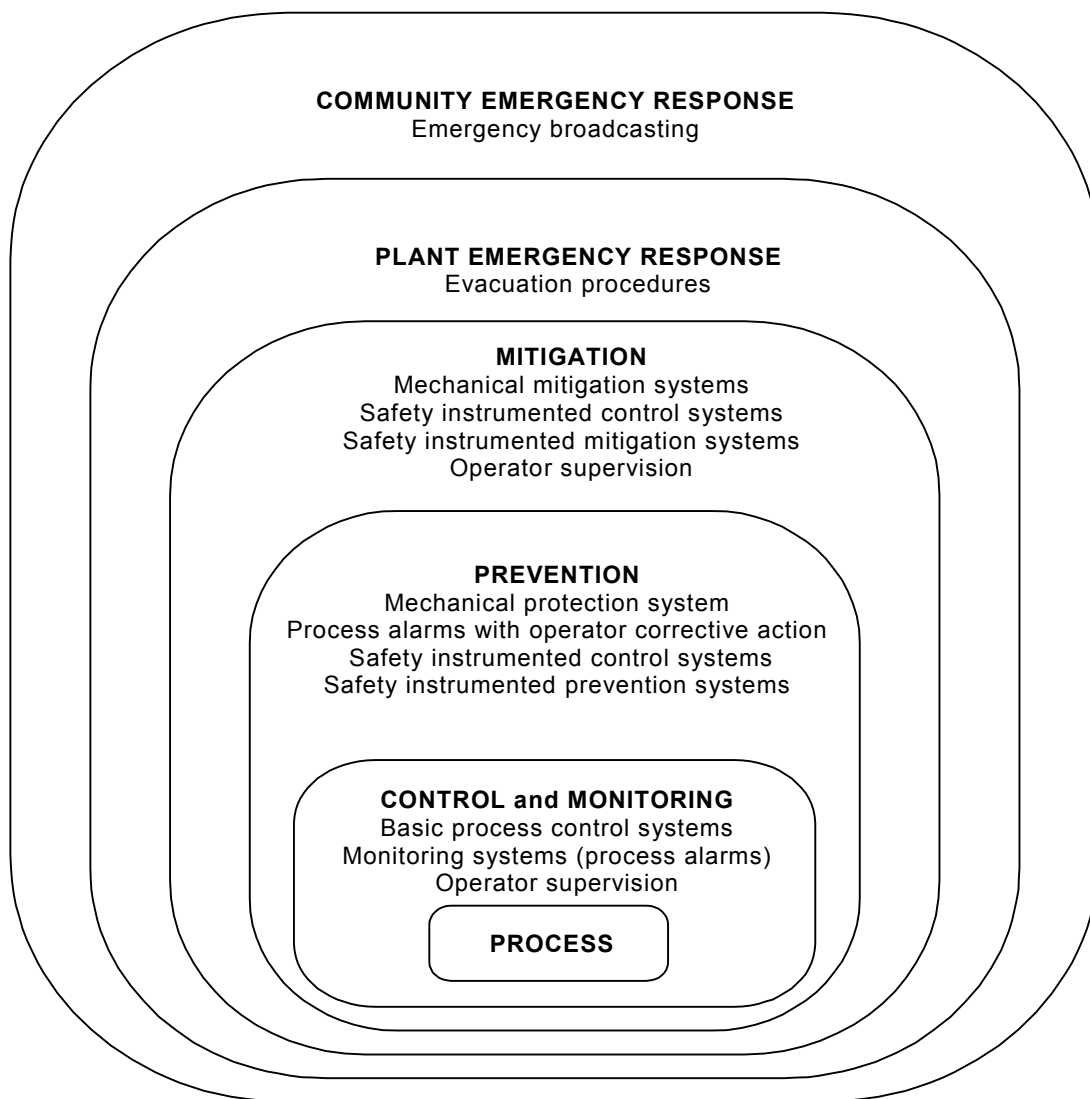 COMMUNITY EMERGENCY RESPONSE
Emergency broadcasting
PLANT EMERGENCY RESPONSE
Evacuation procedures
MITIGATION
Mechanical mitigation systems
Safety instrumented control systems
Safety instrumented mitigation systems
Operator supervision
PREVENTION
Mechanical protection system
Process alarms with operator corrective action
Safety instrumented control systems
Safety instrumented prevention systems
CONTROL and MONITORING
Basic process control systems
Monitoring systems (process alarms)
Operator supervision
PROCESS